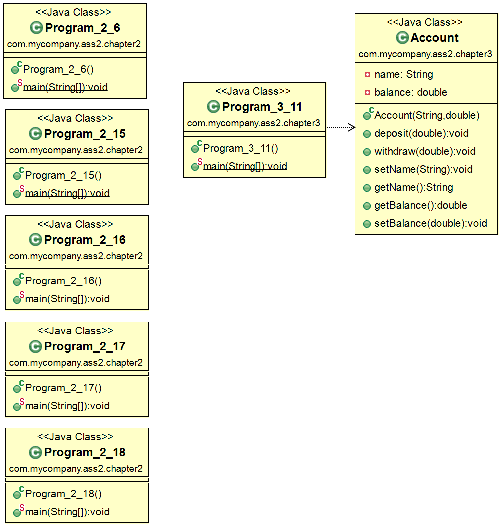 <<Java Class>>
Program_2_6
com.mycompany.ass2.chapter2
Program_2_6()
main(String[]):void
<<Java Class>>
Program_2_15
com.mycompany.ass2.chapter2
Program_2_15()
main(String[]):void
<<Java Class>>
Program_2_16
com.mycompany.ass2.chapter2
Program_2_16()
main(String[]):void
<<Java Class>>
Program_2_17
com.mycompany.ass2.chapter2
Program_2_17()
main(String[]):void
<<Java Class>>
Program_2_18
com.mycompany.ass2.chapter2
Program_2_18()
main(String[]):void
<<Java Class>>
Program_3_11
com.mycompany.ass2.chapter3
Program_3_11()
main(String[]):void
<<Java Class>>
Account
com.mycompany.ass2.chapter3
name: String
balance: double
Account(String,double)
deposit(double):void
withdraw(double):void
setName(String):void
getName():String
getBalance():double
setBalance(double):void